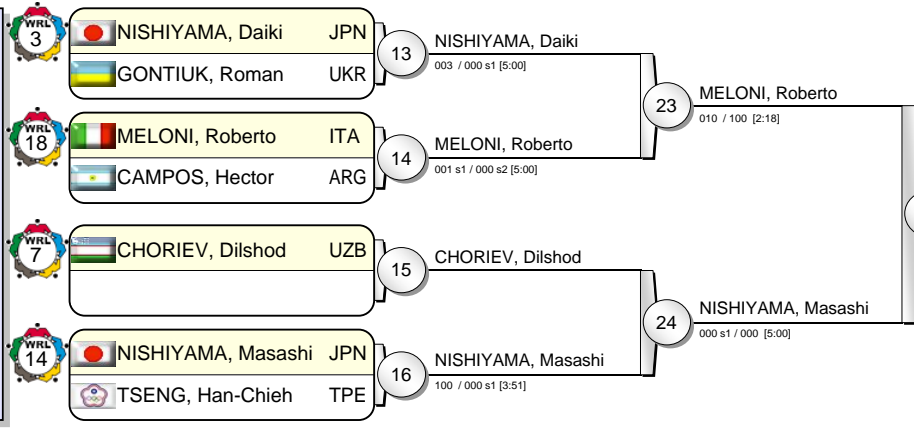 WRL
3
NISHIYAMA, Daiki JPN
GONTIUK, Roman UKR
13
NISHIYAMA, Daiki
003 / 000 s1 [5:00]
WRL
18
MELONI, Roberto ITA
CAMPOS, Hector ARG
14
MELONI, Roberto
001 s1 / 000 s2 [5:00]
23
MELONI, Roberto
010 / 100 [2:18]
WRL
7
CHORIEV, Dilshod UZB
15
CHORIEV, Dilshod
WRL
14
NISHIYAMA, Masashi JPN
TSENG, Han-Chieh TPE
16
NISHIYAMA, Masashi
100 / 000 s1 [3:51]
24
NISHIYAMA, Masashi
000 s1 / 000 [5:00]